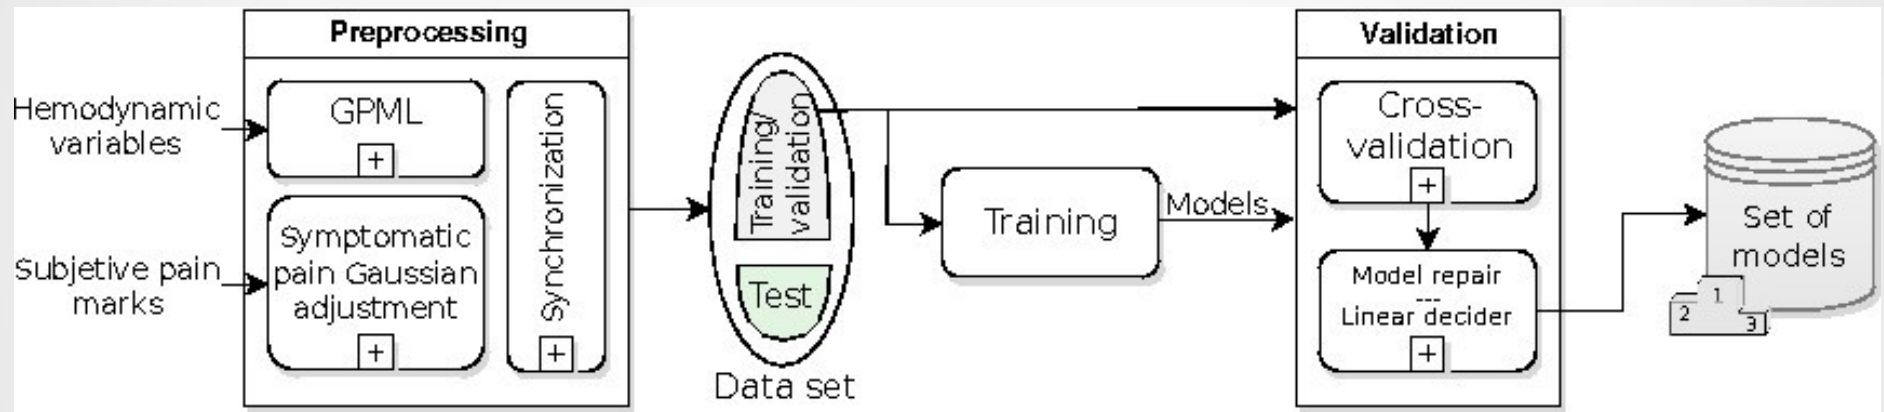 Preprocessing
Hemodynamic
variables
GPML
+
Subjetive pain
marks
Symptomatic
pain Gaussian
adjustment
+
Synchronization
+
Training/
validation
Test
Data set
Training
Models
Validation
Cross-
validation
+
Model repair
---
Linear decider
+
Set of
models
1
2
3